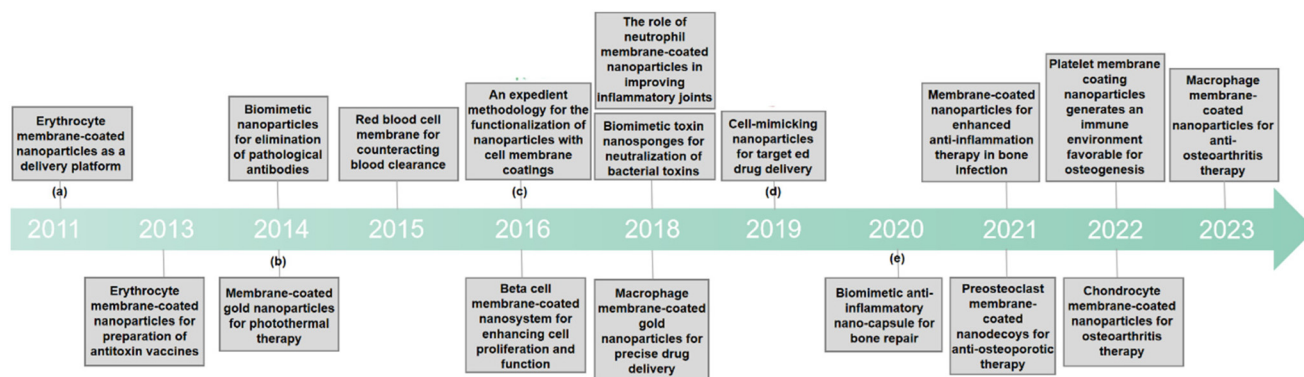 Erythrocyte
membrane-coated
nanoparticles as a
delivery platform
(a)
Biomimetic
nanoparticles
for elimination
of pathological
antibodies
Red blood cell
membrane for
counteracting
blood clearance
An expedient
methodology for the
functionalization of
nanoparticles with
cell membrane
coatings
(c)
The role of
neutrophil
membrane-coated
nanoparticles in
improving
inflammatory joints
Biomimetic toxin
nanosponges for
neutralization of
bacterial toxins
Cell-mimicking
nanoparticles
for target ed
drug delivery
(d)
Membrane-coated
nanoparticles for
enhanced
anti-inflammation
therapy in bone
infection
Platelet membrane
coating
nanoparticles
generates an
immune
environment
favorable for
osteogenesis
Macrophage
membrane-
coated
nanoparticles for
anti-
osteoarthritis
therapy
2011
2013
2014
2015
2016
2018
2019
2020
2021
2022
2023
Erythrocyte
membrane-coated
nanoparticles for
preparation of
antitoxin vaccines
(b)
Membrane-coated
gold nanoparticles
for photothermal
therapy
Beta cell
membrane-coated
nanosystem for
enhancing cell
proliferation and
function
Macrophage
membrane-coated
gold
nanoparticles for
precise drug
delivery
(e)
Biomimetic anti-
inflammatory
nano-capsule for
bone repair
Preosteoclast
membrane-
coated
nanodecoys for
anti-osteoporotic
therapy
Chondrocyte
membrane-coated
nanoparticles for
osteoarthritis
therapy